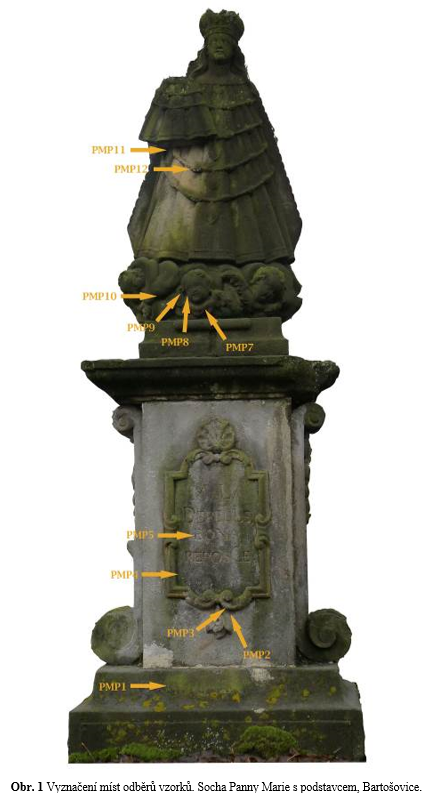 PMP11
PMP12
PMP10
PMP9
PMP8
PMP7
PMP5
PMP4
PMP3
PMP2
PMP1
Obr. 1 Vyznačení míst odběrů vzorků. Socha Panny Marie s podstavcem, Bartošovice.